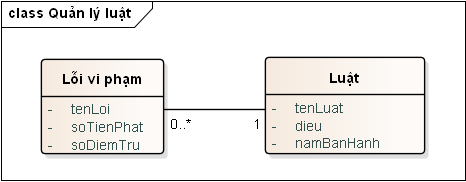 class Quản lý luật
Lỗi vi phạm
- tenLoi
- soTienPhat
- soDiemTru
0..*
1
Luật
- tenLuat
- dieu
- namBanHanh